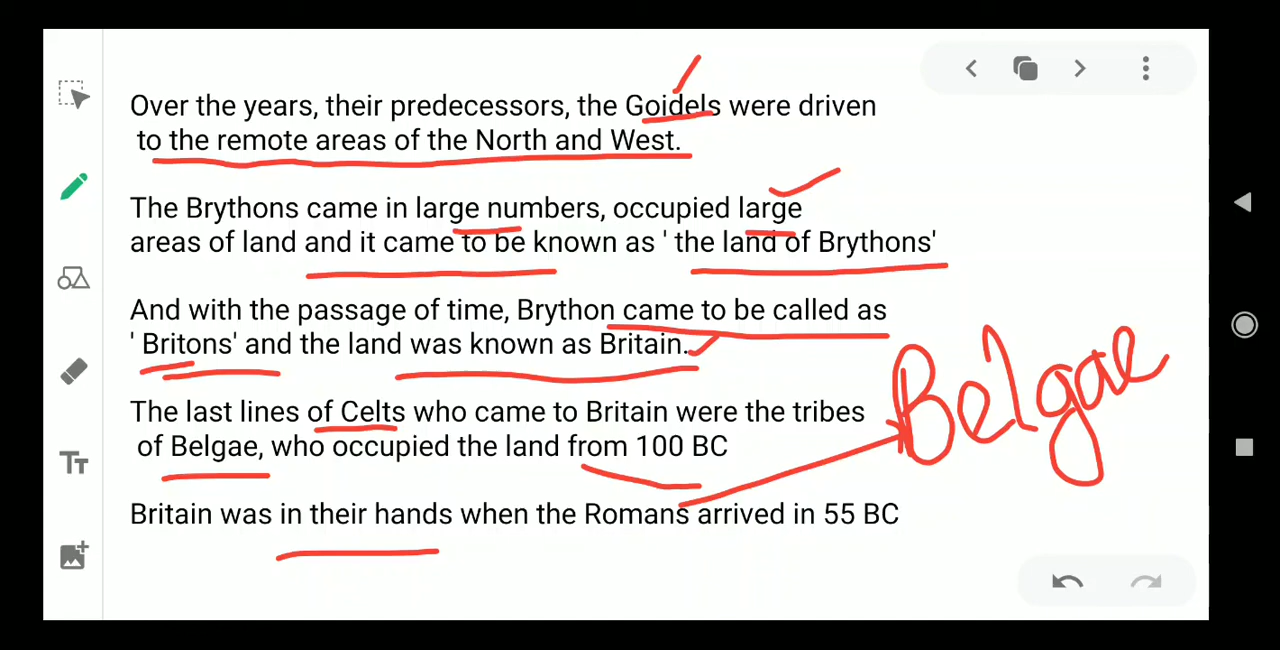 Over the years, their predecessors, the Goidels were driven
to the remote areas of the North and West.
The Brythons came in large numbers, occupied large
areas of land and it came to be known as ' the land of Brythons'
And with the passage of time, Brython came to be called as
' Britons' and the land was known as Britain.
The last lines of Celts who came to Britain were the tribes
of Belgae, who occupied the land from 100 BC
Belgae
Britain was in their hands when the Romans arrived in 55 BC
TT